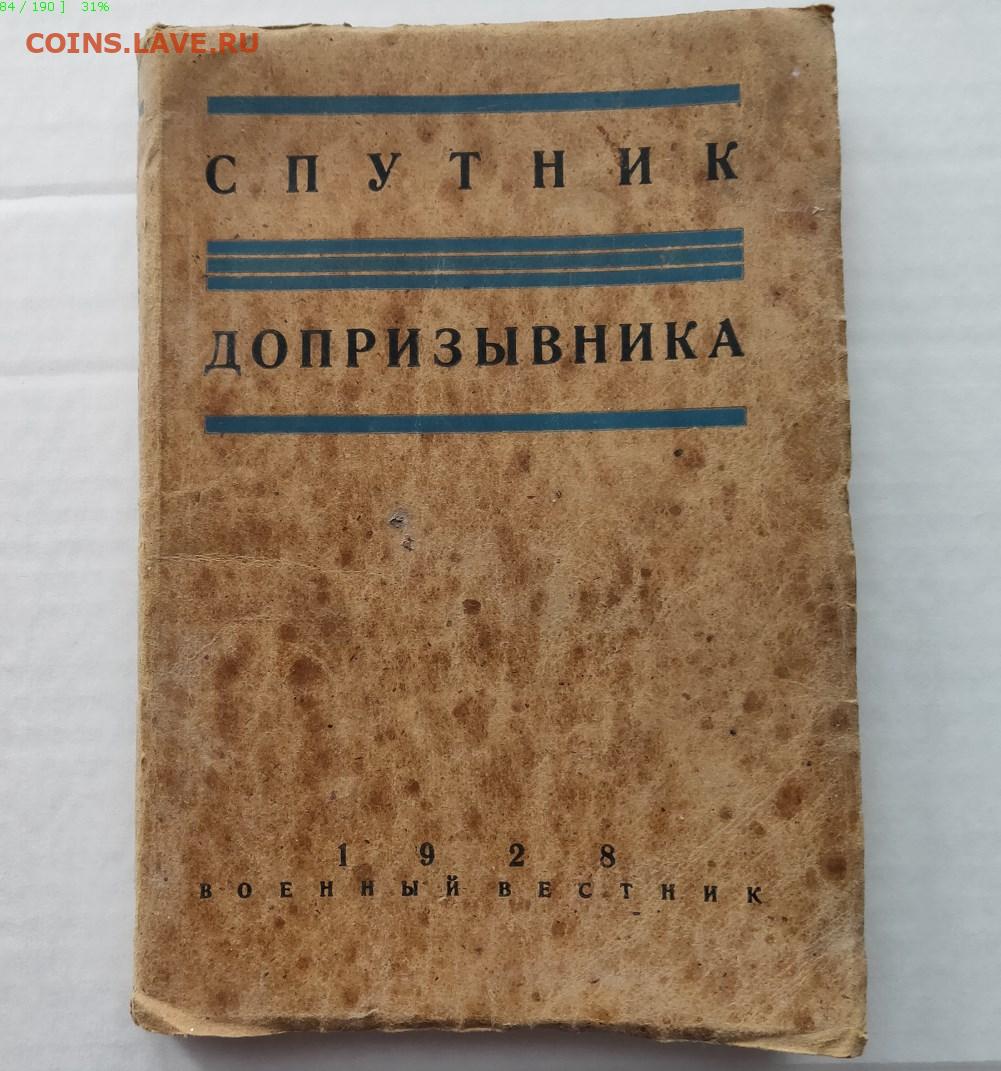 84 / 190 ] 31%
COINS.LAVE.RU
СПУТНИК
ДОПРИЗЫВНИКА
1928
ВОЕННЫЙ ВЕСТНИК